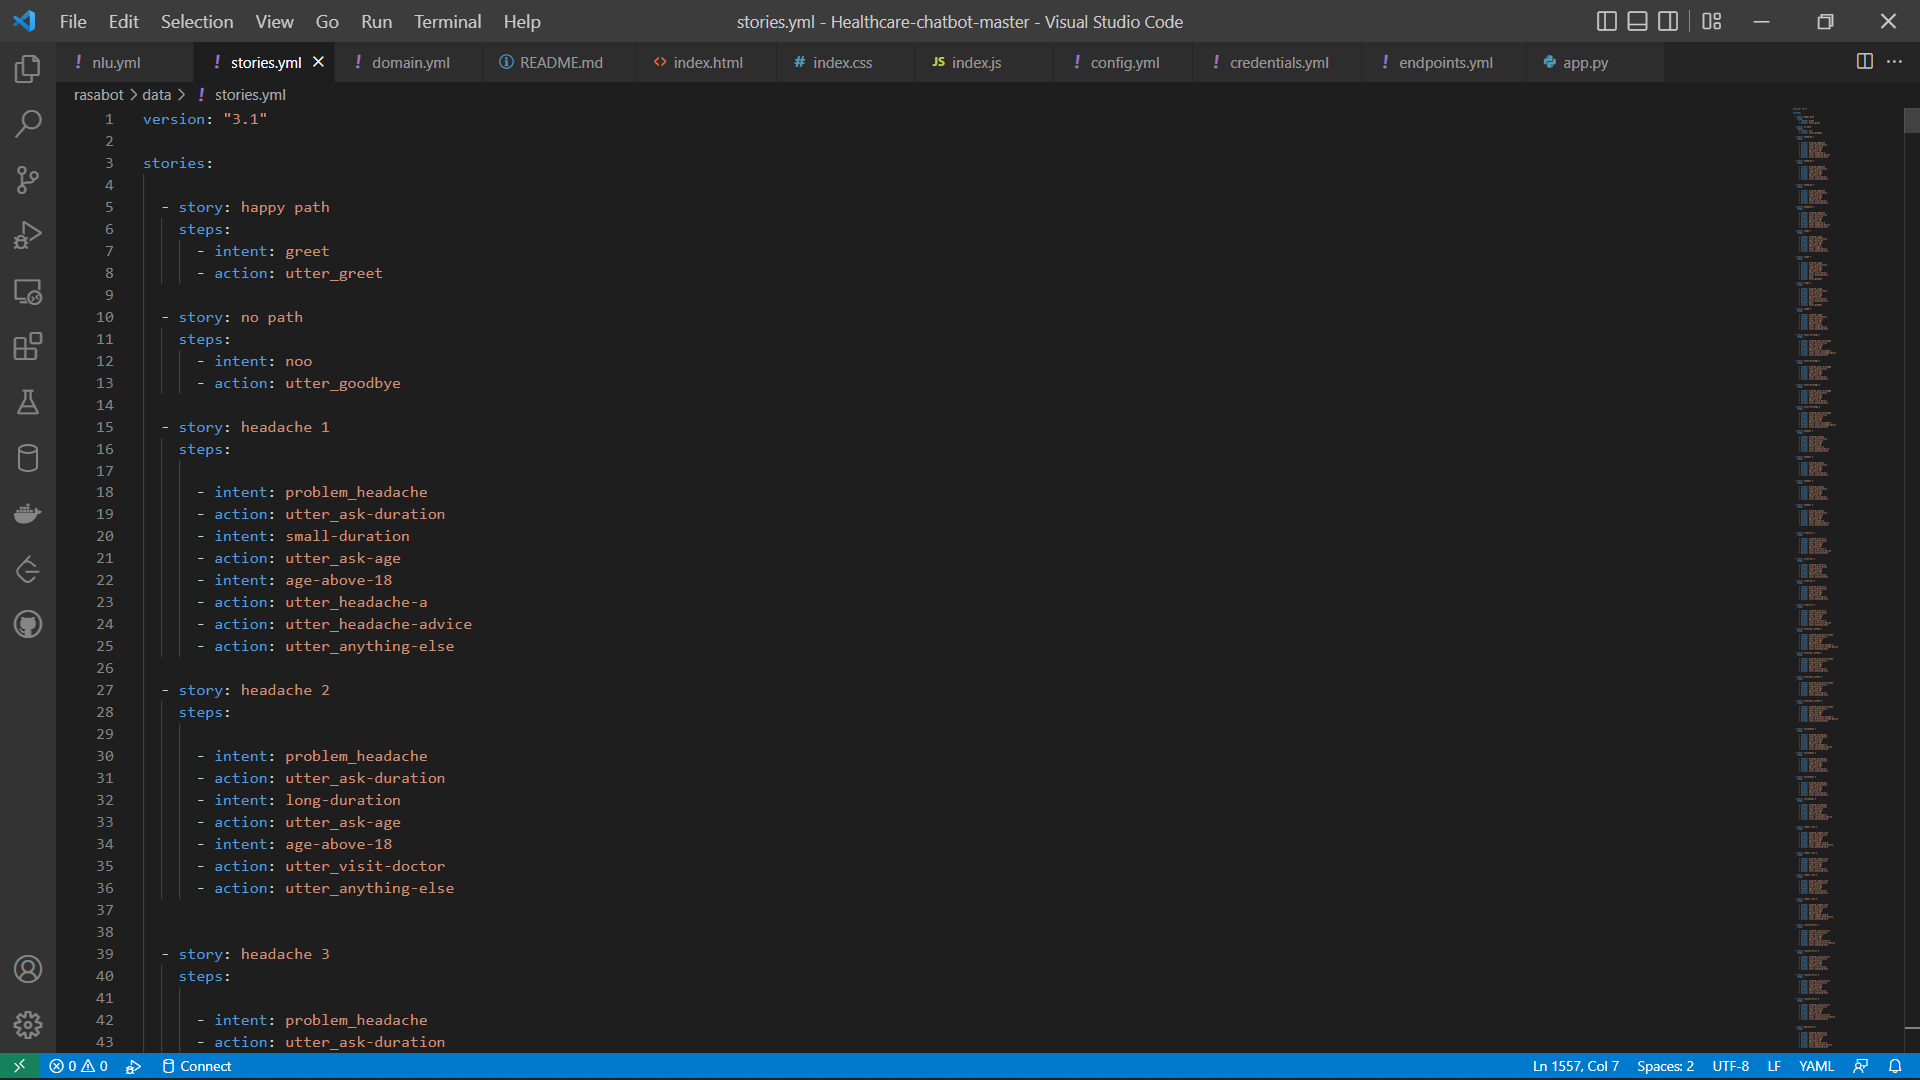 File Edit Selection View Go Run Terminal Help stories.yml - Healthcare-chatbot-master - Visual Studio Code
! nlu.yml ! stories.yml ! domain.yml README.md <> index.html # index.css JS index.js ! config.yml ! credentials.yml ! endpoints.yml app.py
rasabot > data > ! stories.yml
1 version: "3.1"
2
3 stories:
4
5 - story: happy path
6 steps:
7 - intent: greet
8 - action: utter_greet
9
10 - story: no path
11 steps:
12 - intent: noo
13 - action: utter_goodbye
14
15 - story: headache 1
16 steps:
17
18 - intent: problem_headache
19 - action: utter_ask-duration
20 - intent: small-duration
21 - action: utter_ask-age
22 - intent: age-above-18
23 - action: utter_headache-a
24 - action: utter_headache-advice
25 - action: utter_anything-else
26
27 - story: headache 2
28 steps:
29
30 - intent: problem_headache
31 - action: utter_ask-duration
32 - intent: long-duration
33 - action: utter_ask-age
34 - intent: age-above-18
35 - action: utter_visit-doctor
36 - action: utter_anything-else
37
38
39 - story: headache 3
40 steps:
41
42 - intent: problem_headache
43 - action: utter_ask-duration
0 0 Connect Ln 1557, Col 7 Spaces: 2 UTF-8 LF YAML